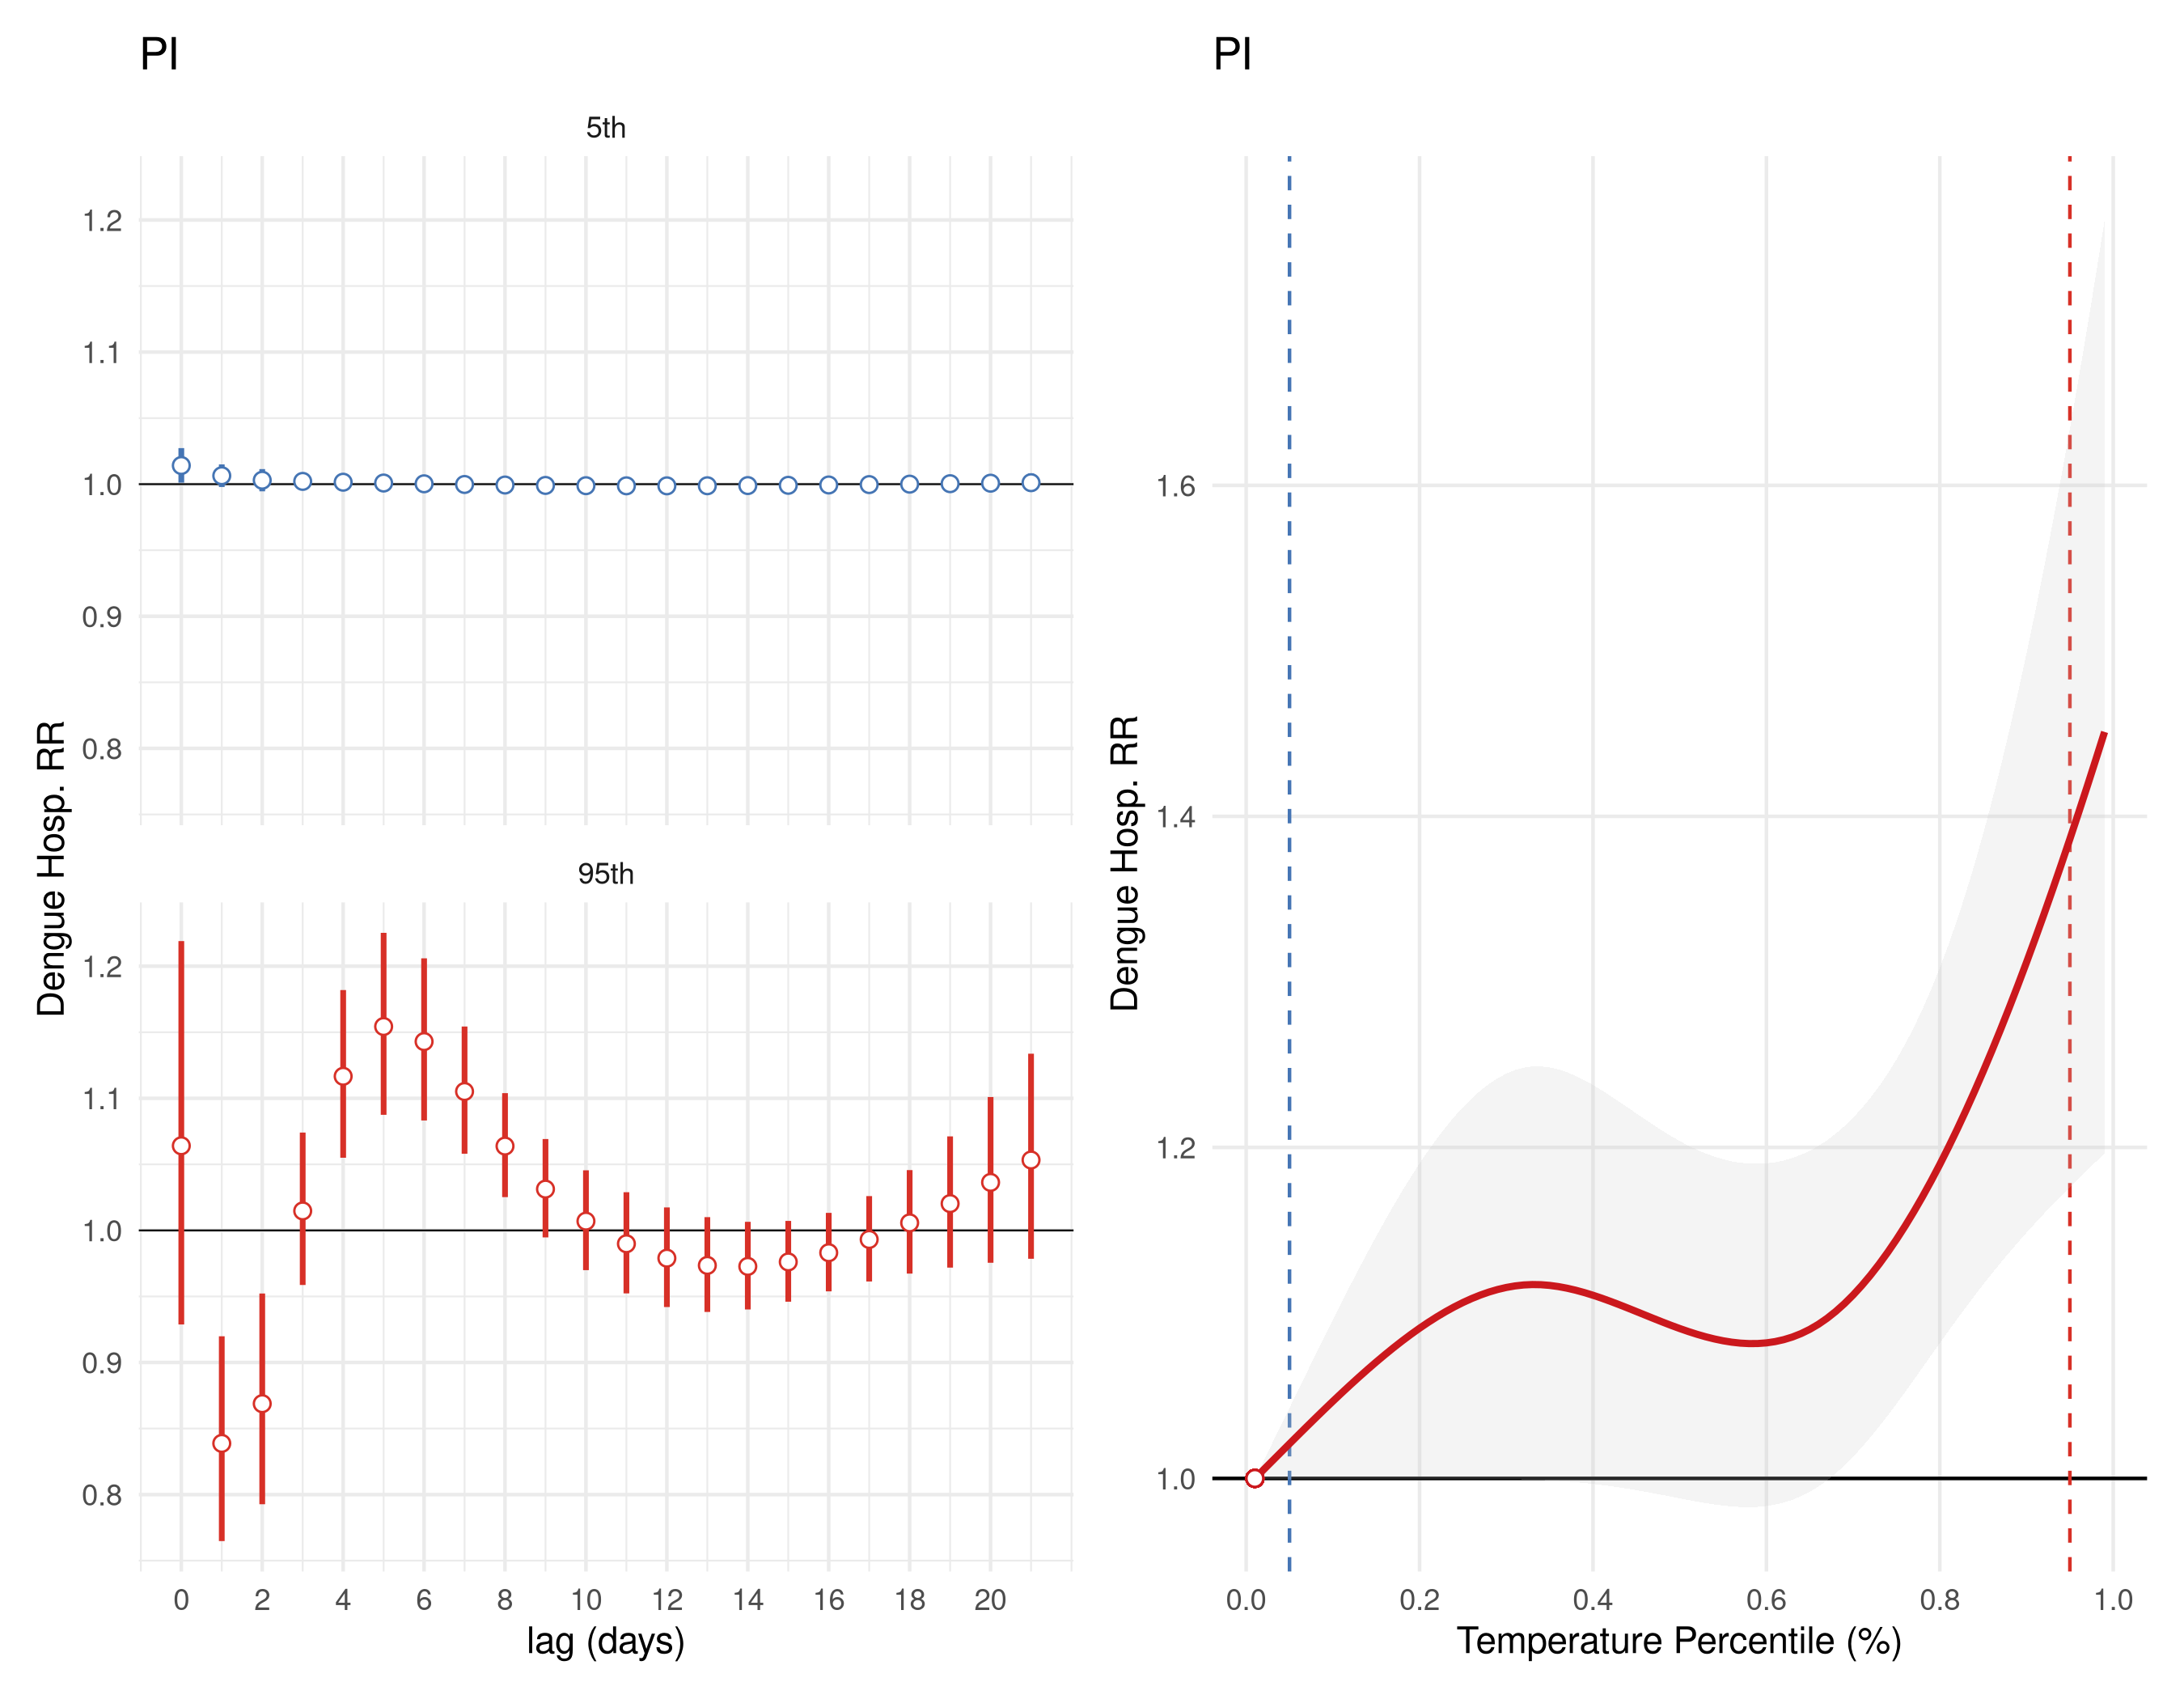 PI
5th
1.2
1.1
1.0
0.9
0.8
95th
1.2
1.1
1.0
0.9
0.8
0 2 4 6 8 10 12 14 16 18 20
lag (days)
Dengue Hosp. RR
PI
1.6
1.4
1.2
1.0
0.0 0.2 0.4 0.6 0.8 1.0
Temperature Percentile (%)
Dengue Hosp. RR